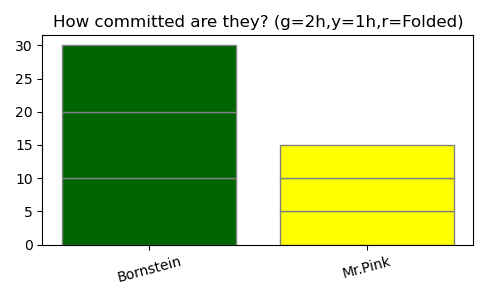 How committed are they? (g=2h,y=1h,r=Folded)
30
25
20
15
10
5
0
Bornstein
Mr.Pink